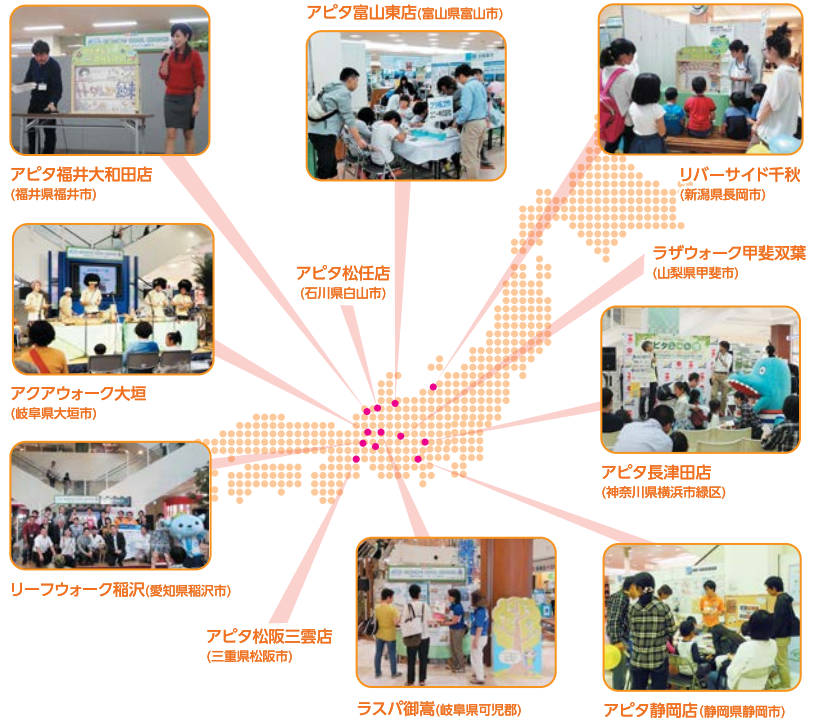 アピタ富山東店(富山県富山市)
アピタ福井大和田店
(福井県福井市)
リバーサイド千秋
(新潟県長岡市)
アピタ松任店
(石川県白山市)
ラザウォーク甲斐双葉
(山梨県甲斐市)
アクアウォーク大垣
(岐阜県大垣市)
アピタ長津田店
(神奈川県横浜市緑区)
リーフウォーク稲沢(愛知県稲沢市)
アピタ松阪三雲店
(三重県松阪市)
ラスパ御嵩(岐阜県可児郡)
アピタ静岡店(静岡県静岡市)